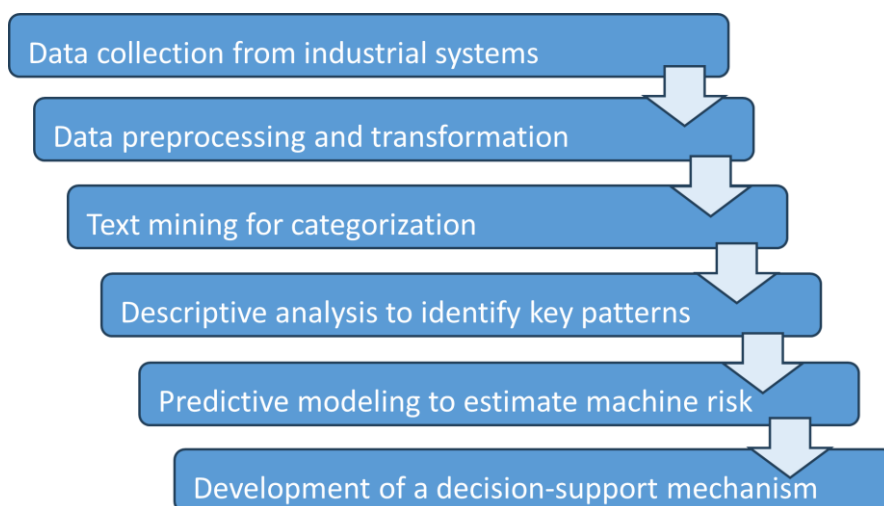 Data collection from industrial systems
Data preprocessing and transformation
Text mining for categorization
Descriptive analysis to identify key patterns
Predictive modeling to estimate machine risk
Development of a decision-support mechanism